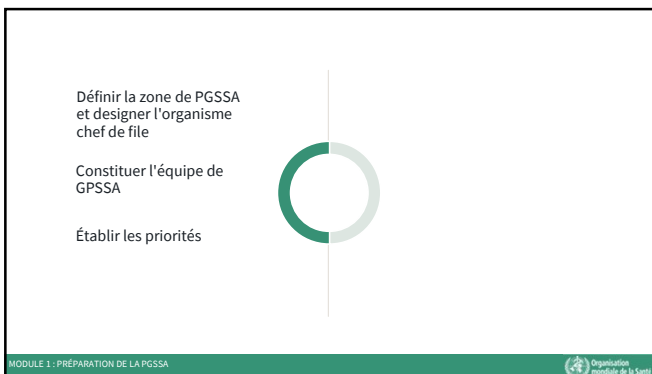 Définir la zone de PGSSA
et designer l'organisme
chef de file
Constituer l'équipe de
GPSSA
Établir les priorités
MODULE 1 : PRÉPARATION DE LA PGSSA
Organisation
mondiale de la Santé